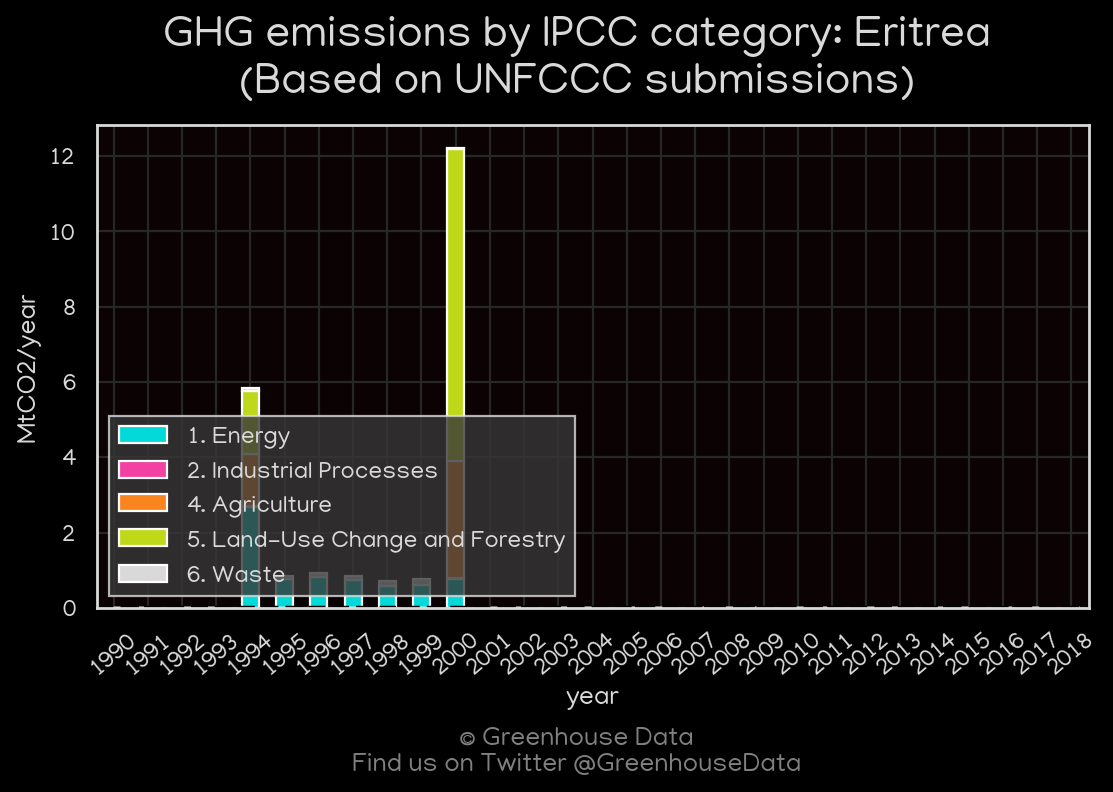 GHG emissions by IPCC category: Eritrea
(Based on UNFCCC submissions)
MtCO2/year
12
10
8
6
4
2
0
1. Energy
2. Industrial Processes
4. Agriculture
5. Land-Use Change and Forestry
6. Waste
1990 1991 1992 1993 1994 1995 1996 1997 1998 1999 2000 2001 2002 2003 2004 2005 2006 2007 2008 2009 2010 2011 2012 2013 2014 2015 2016 2017 2018
year
© Greenhouse Data
Find us on Twitter @GreenhouseData